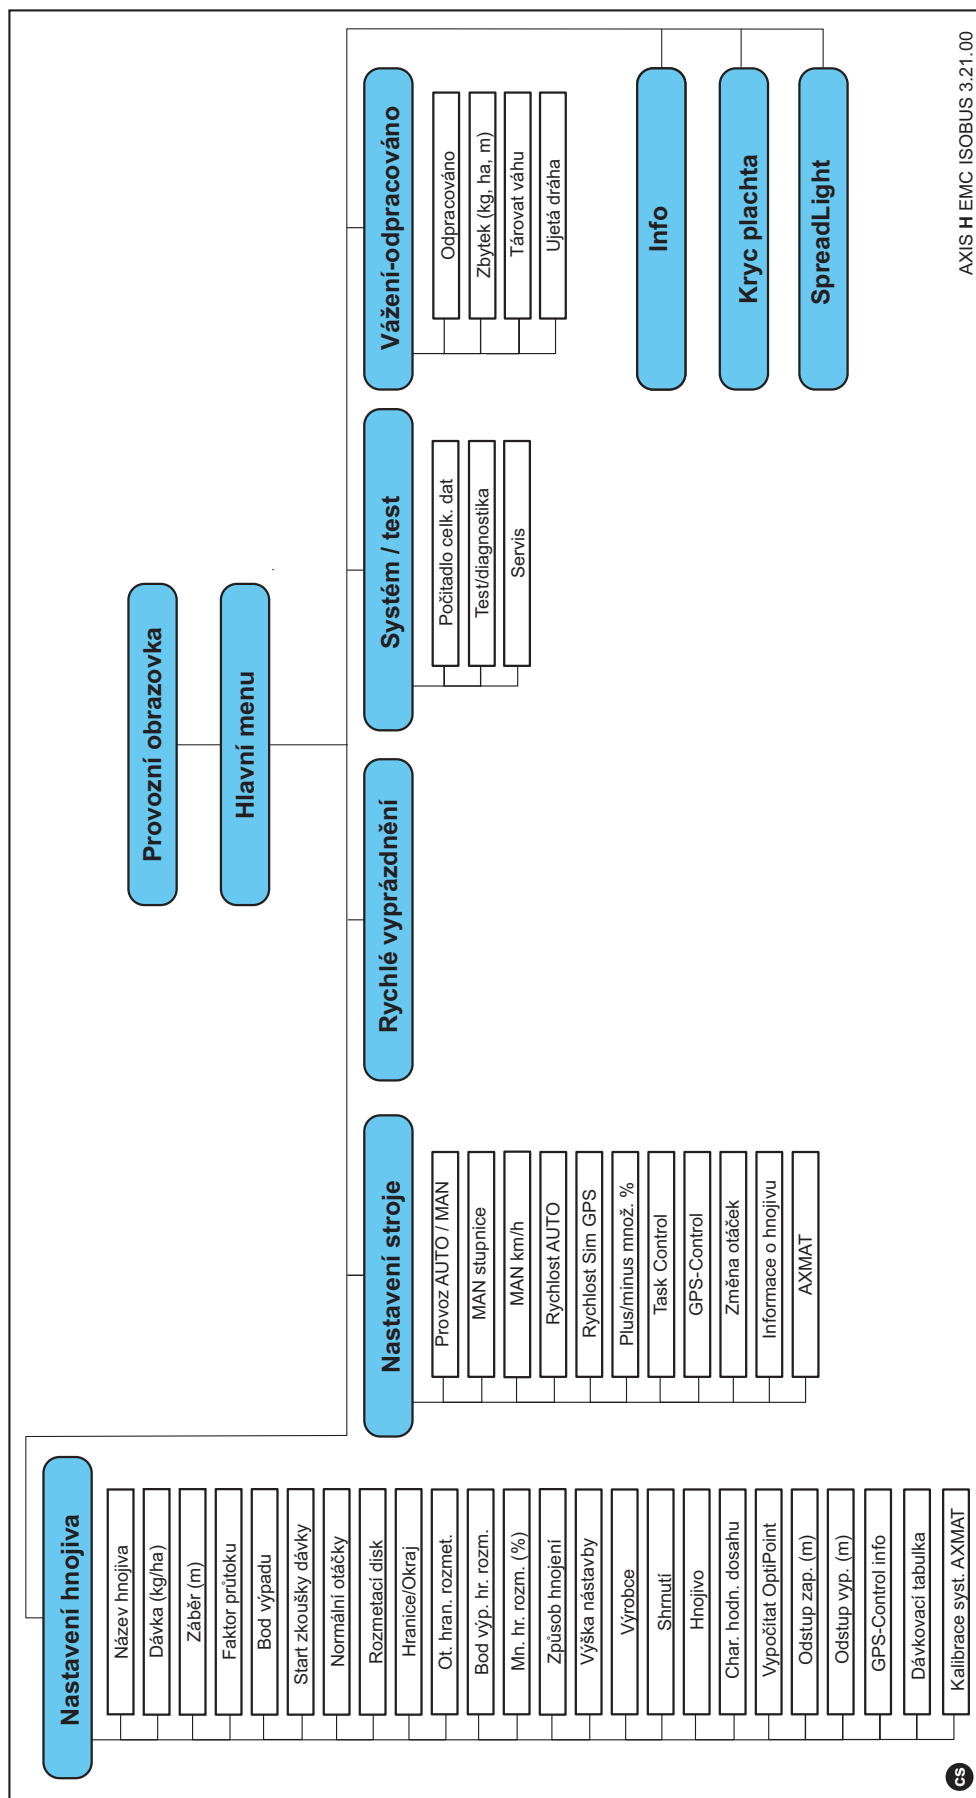 Provozní obrazovka
Hlavní menu
Nastavení hnojiva
Název hnojiva
Dávka (kg/ha)
Záběr (m)
Faktor průtoku
Bod výpadu
Start zkoušky dávky
Normální otáčky
Rozmetací disk
Hranice/Okraj
Ot. hran. rozmet.
Bod výp. hr. rozm.
Mn. hr. rozm. (%)
Způsob hnojení
Výška nástavby
Výrobce
Shrnutí
Hnojivo
Char. hodn. dosahu
Vypočítat OptiPoint
Odstup zap. (m)
Odstup vyp. (m)
GPS-Control info
Dávkovací tabulka
Kalibrace syst. AXMAT
Nastavení stroje
Provoz AUTO / MAN
MAN stupnice
MAN km/h
Rychlost AUTO
Rychlost Sim GPS
Plus/minus množ. %
Task Control
GPS-Control
Změna otáček
Informace o hnojivu
AXMAT
Rychlé vyprázdnění
Systém / test
Počitadlo celk. dat
Test/diagnostika
Servis
Vážení-odpracováno
Odpracováno
Zbytek (kg, ha, m)
Tárovat váhu
Ujetá dráha
Info
Kryc plachta
SpreadLight
cs
AXIS H EMC ISOBUS 3.21.00